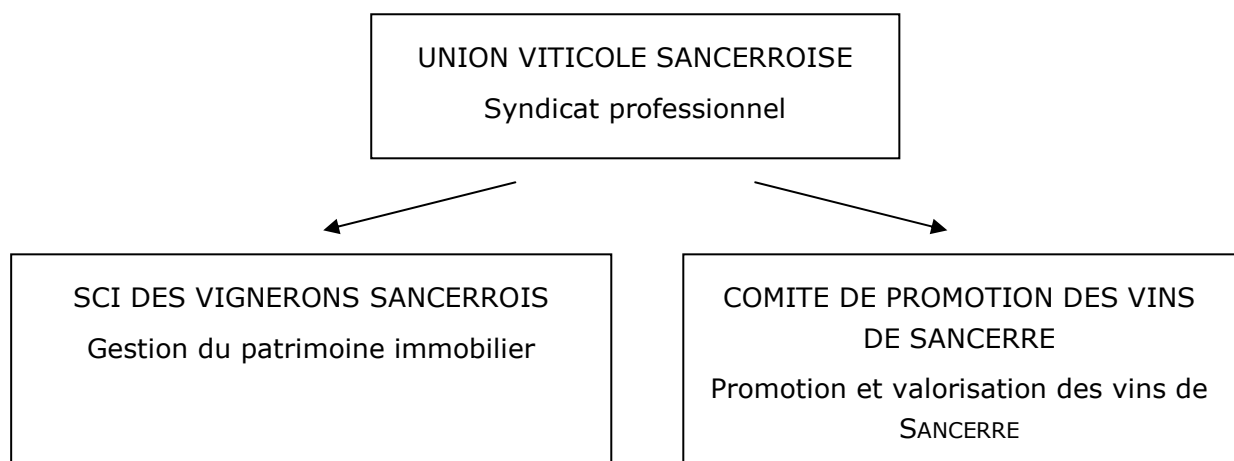 UNION VITICOLE SANCERROISE
Syndicat professionnel
SCI DES VIGNERONS SANCERROIS
Gestion du patrimoine immobilier
COMITE DE PROMOTION DES VINS
DE SANCERRE
Promotion et valorisation des vins de
SANCERRE